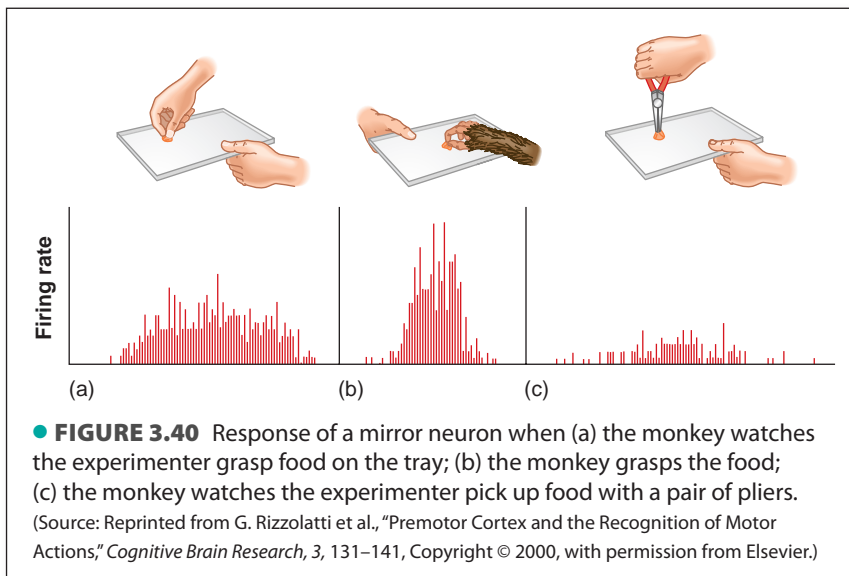 Firing rate
(a)
(b)
(c)
● FIGURE 3.40 Response of a mirror neuron when (a) the monkey watches
the experimenter grasp food on the tray; (b) the monkey grasps the food;
(c) the monkey watches the experimenter pick up food with a pair of pliers.
(Source: Reprinted from G. Rizzolatti et al., “Premotor Cortex and the Recognition of Motor
Actions,” Cognitive Brain Research, 3, 131–141, Copyright © 2000, with permission from Elsevier.)